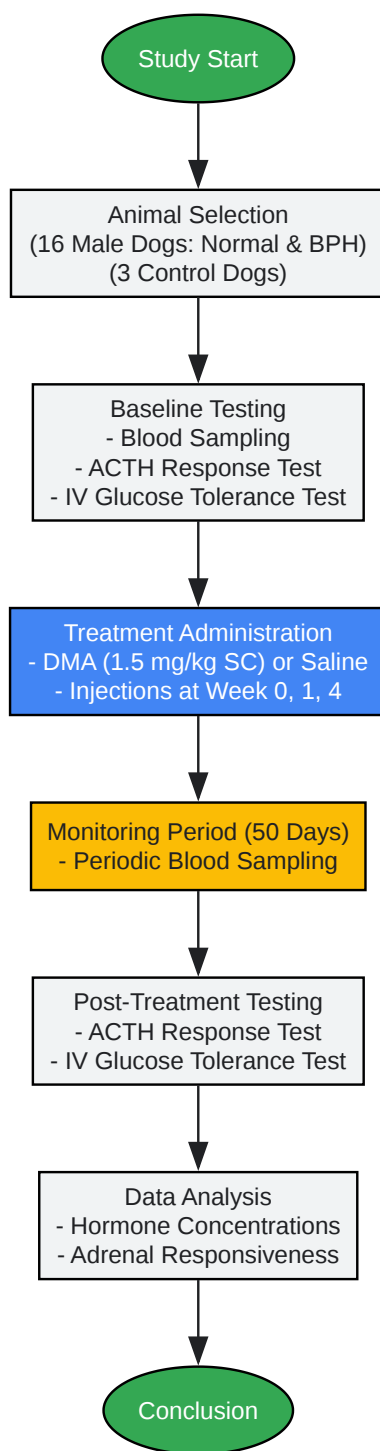 Study Start
Animal Selection
(16 Male Dogs: Normal & BPH)
(3 Control Dogs)
Baseline Testing
- Blood Sampling
- ACTH Response Test
- IV Glucose Tolerance Test
Treatment Administration
- DMA (1.5 mg/kg SC) or Saline
- Injections at Week 0, 1, 4
Monitoring Period (50 Days)
- Periodic Blood Sampling
Post-Treatment Testing
- ACTH Response Test
- IV Glucose Tolerance Test
Data Analysis
- Hormone Concentrations
- Adrenal Responsiveness
Conclusion